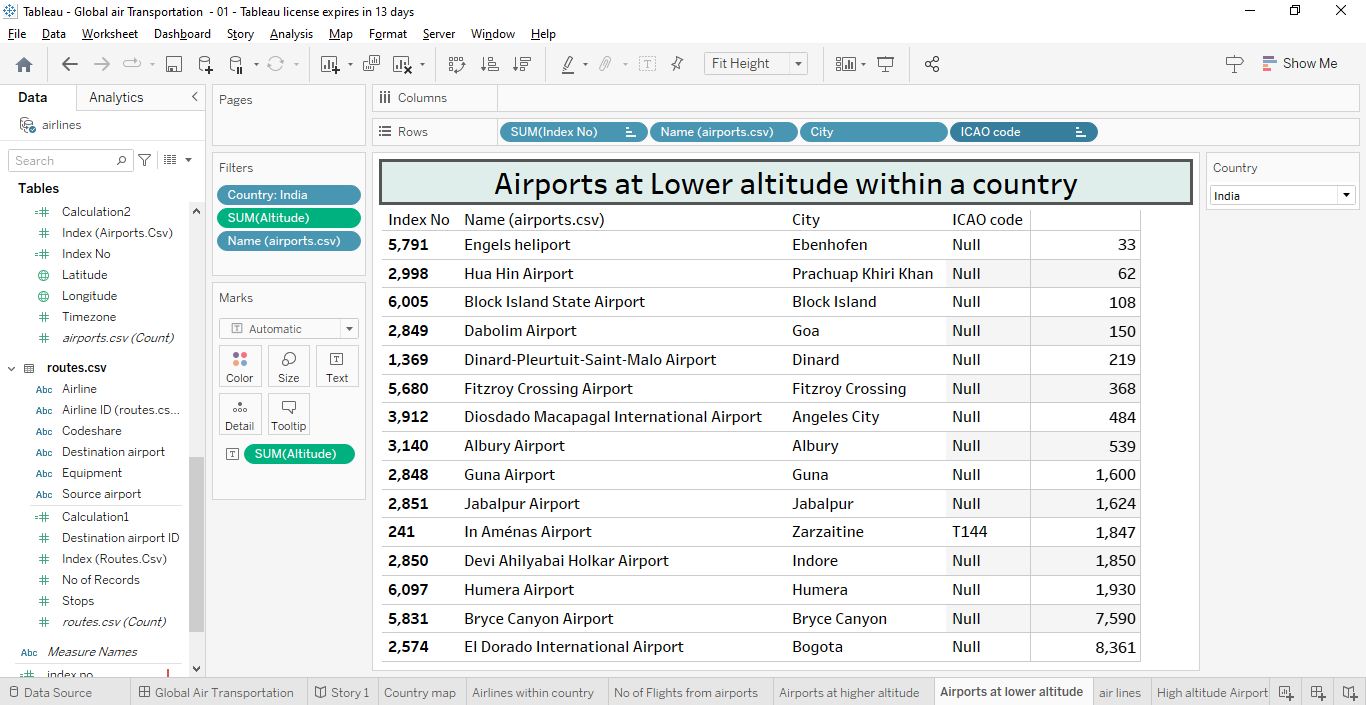 Tableau - Global air Transportation - 01 - Tableau license expires in 13 days
File Data Worksheet Dashboard Story Analysis Map Format Server Window Help
Fit Height
Show Me
Data Analytics
airlines
Search
Tables
Calculation2
Index (Airports.Csv)
Index No
Latitude
Longitude
Timezone
airports.csv (Count)
routes.csv
Abc Airline
Abc Airline ID (routes.cs...
Abc Codeshare
Abc Destination airport
Abc Equipment
Abc Source airport
Calculation1
Destination airport ID
Index (Routes.Csv)
No of Records
Stops
routes.csv (Count)
Abc Measure Names
index no
Pages
Filters
Country: India
SUM(Altitude)
Name (airports.csv)
Marks
Automatic
Color Size Text
Detail Tooltip
SUM(Altitude)
Columns
Rows SUM(Index No) Name (airports.csv) City ICAO code
Airports at Lower altitude within a country
Index No Name (airports.csv) City ICAO code
5,791 Engels heliport Ebenhofen Null 33
2,998 Hua Hin Airport Prachuap Khiri Khan Null 62
6,005 Block Island State Airport Block Island Null 108
2,849 Dabolim Airport Goa Null 150
1,369 Dinard-Pleurtuit-Saint-Malo Airport Dinard Null 219
5,680 Fitzroy Crossing Airport Fitzroy Crossing Null 368
3,912 Diosdado Macapagal International Airport Angeles City Null 484
3,140 Albury Airport Albury Null 539
2,848 Guna Airport Guna Null 1,600
2,851 Jabalpur Airport Jabalpur Null 1,624
241 In Aménas Airport Zarzaitine T144 1,847
2,850 Devi Ahilyabai Holkar Airport Indore Null 1,850
6,097 Humera Airport Humera Null 1,930
5,831 Bryce Canyon Airport Bryce Canyon Null 7,590
2,574 El Dorado International Airport Bogota Null 8,361
Country
India
Data Source Global Air Transportation Story 1 Country map Airlines within country No of Flights from airports Airports at higher altitude Airports at lower altitude air lines High altitude Airport